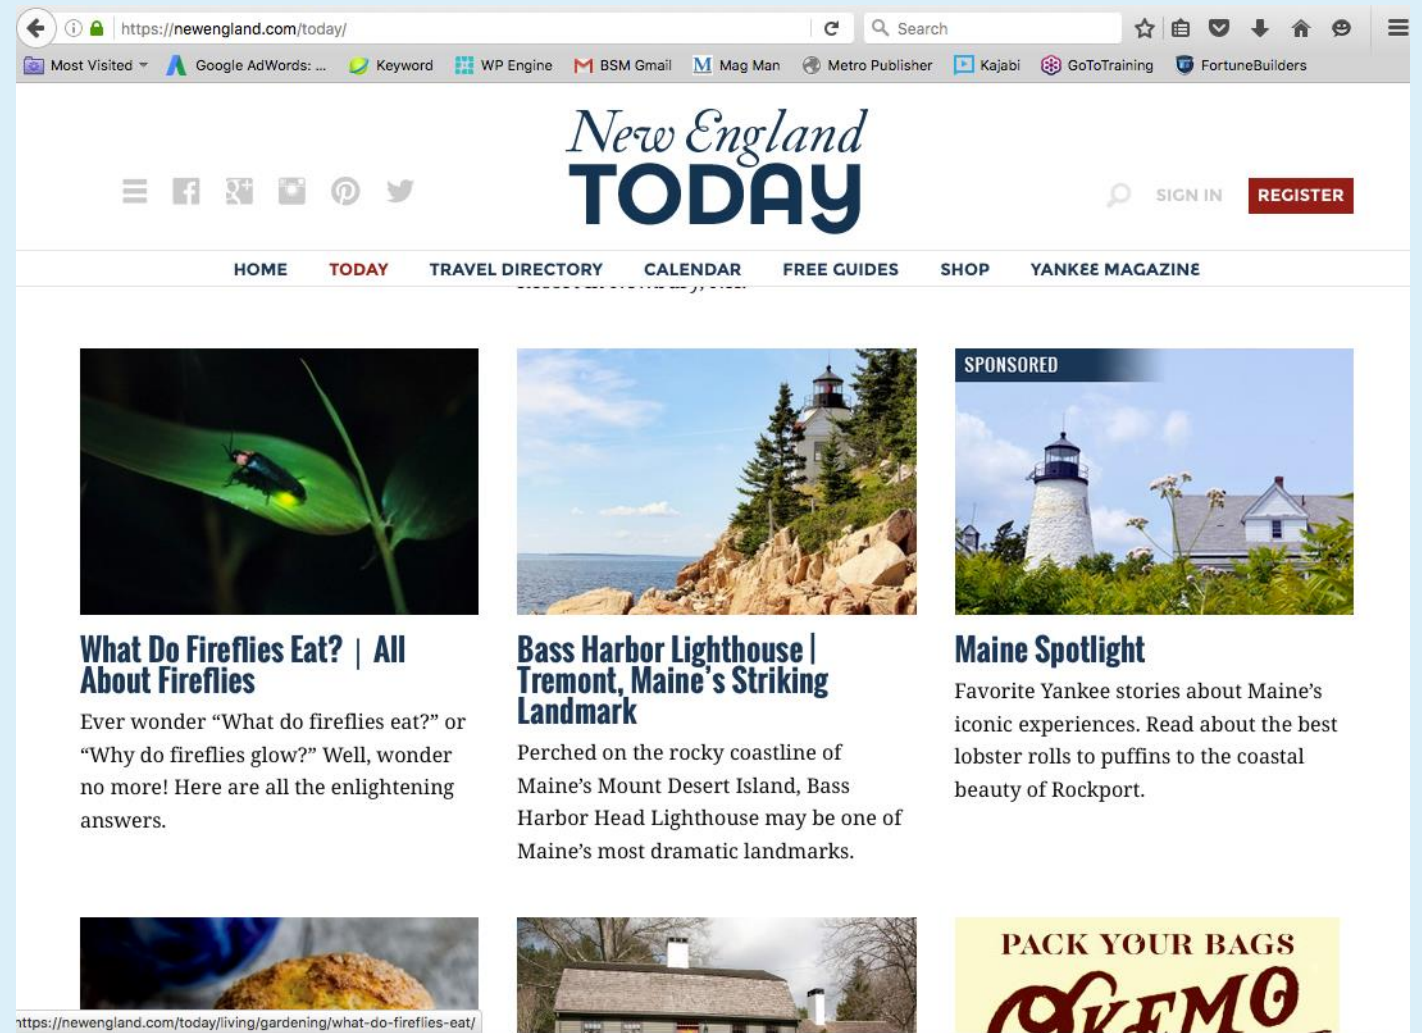 https://newengland.com/today/
Search
Most Visited
Google AdWords: ...
Keyword
WP Engine
BSM Gmail
Mag Man
Metro Publisher
Kajabi
GoToTraining
FortuneBuilders
New England
TODAY
SIGN IN
REGISTER
HOME
TODAY
TRAVEL DIRECTORY
CALENDAR
FREE GUIDES
SHOP
YANKEE MAGAZINE
What Do Fireflies Eat? | All
About Fireflies
Ever wonder “What do fireflies eat?” or
“Why do fireflies glow?” Well, wonder
no more! Here are all the enlightening
answers.
Bass Harbor Lighthouse |
Tremont, Maine’s Striking
Landmark
Perched on the rocky coastline of
Maine’s Mount Desert Island, Bass
Harbor Head Lighthouse may be one of
Maine’s most dramatic landmarks.
SPONSORED
Maine Spotlight
Favorite Yankee stories about Maine’s
iconic experiences. Read about the best
lobster rolls to puffins to the coastal
beauty of Rockport.
PACK YOUR BAGS
OKEMO
https://newengland.com/today/living/gardening/what-do-fireflies-eat/